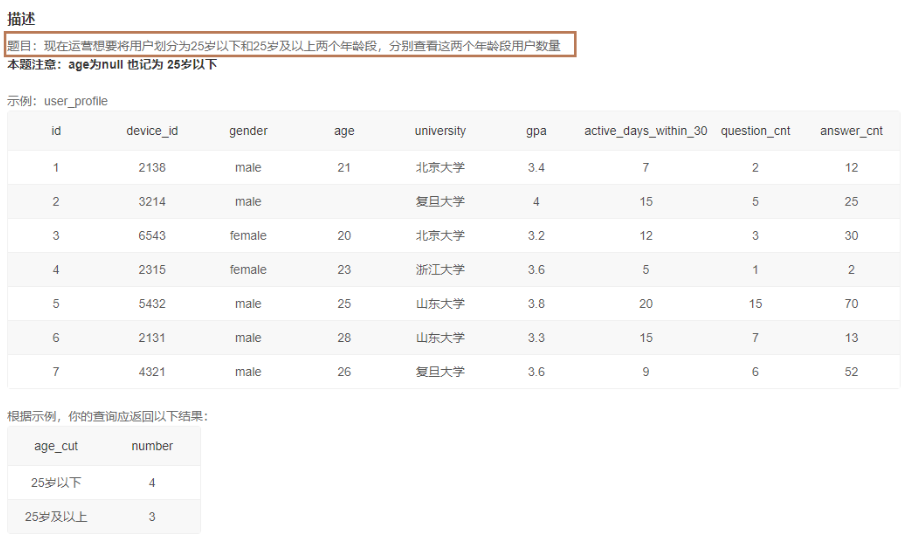 描述
题目：现在运营想要将用户划分为25岁以下和25岁及以上两个年龄段，分别查看这两个年龄段用户数量
本题注意：age为null 也记为 25岁以下
示例：user_profile
id device_id gender age university gpa active_days_within_30 question_cnt answer_cnt
1 2138 male 21 北京大学 3.4 7 2 12
2 3214 male 复旦大学 4 15 5 25
3 6543 female 20 北京大学 3.2 12 3 30
4 2315 female 23 浙江大学 3.6 5 1 2
5 5432 male 25 山东大学 3.8 20 15 70
6 2131 male 28 山东大学 3.3 15 7 13
7 4321 male 26 复旦大学 3.6 9 6 52
根据示例，你的查询应返回以下结果：
age_cut number
25岁以下 4
25岁及以上 3